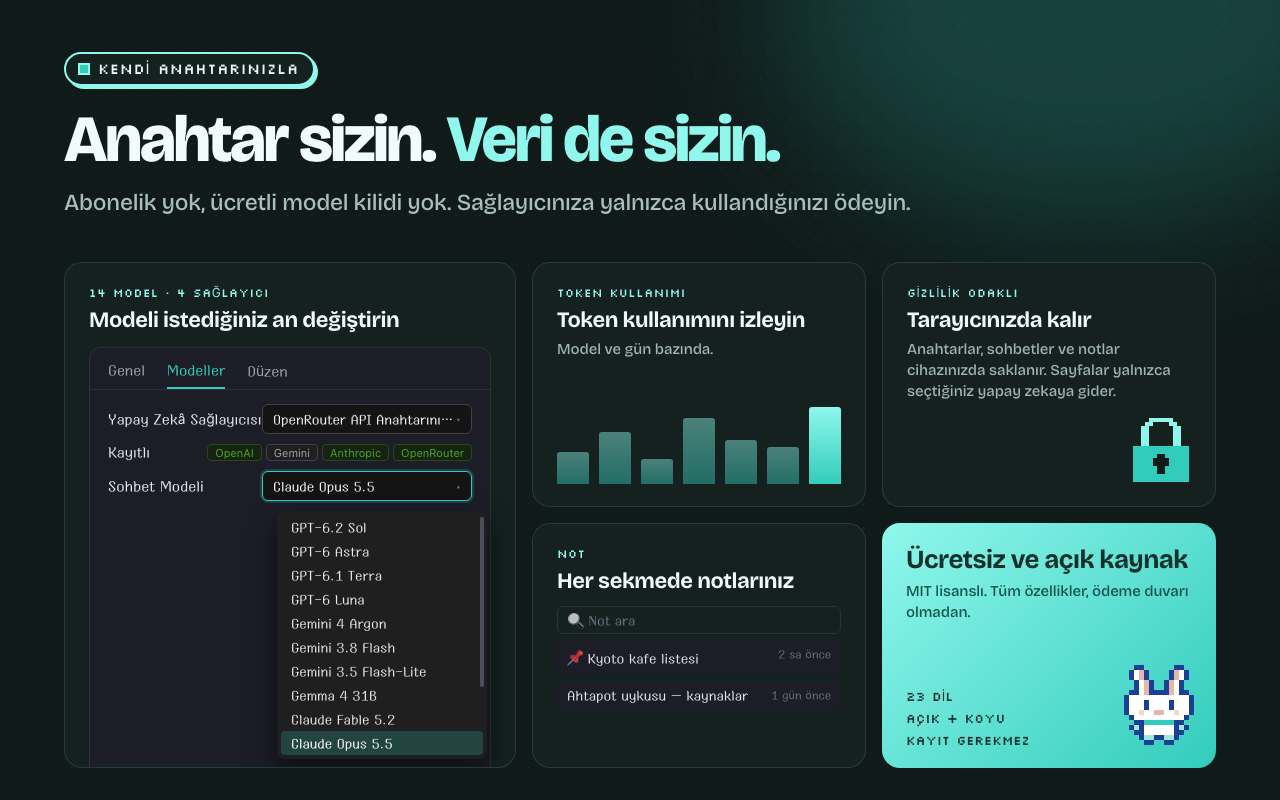 KENDİ ANAHTARINIZLA
Anahtar sizin. Veri de sizin.
Abonelik yok, ücretli model kilidi yok. Sağlayıcınıza yalnızca kullandığınızı ödeyin.
14 MODEL · 4 SAĞLAYICI
Modeli istediğiniz an değiştirin
Genel Modeller Düzen
Yapay Zekâ Sağlayıcısı OpenRouter API Anahtarını···
Kayıtlı OpenAI Gemini Anthropic OpenRouter
Sohbet Modeli Claude Opus 5.5
GPT-6.2 Sol
GPT-6 Astra
GPT-6.1 Terra
GPT-6 Luna
Gemini 4 Argon
Gemini 3.8 Flash
Gemini 3.5 Flash-Lite
Gemma 4 31B
Claude Fable 5.2
Claude Opus 5.5
TOKEN KULLANIMI
Token kullanımını izleyin
Model ve gün bazında.
GİZLİLİK ODAKLI
Tarayıcınızda kalır
Anahtarlar, sohbetler ve notlar
cihazınızda saklanır. Sayfalar yalnızca
seçtiğiniz yapay zekaya gider.
NOT
Her sekmede notlarınız
Not ara
Kyoto kafe listesi 2 sa önce
Ahtapot uykusu — kaynaklar 1 gün önce
Ücretsiz ve açık kaynak
MIT lisanslı. Tüm özellikler, ödeme duvarı
olmadan.
23 DİL
AÇIK + KOYU
KAYIT GEREKMEZ